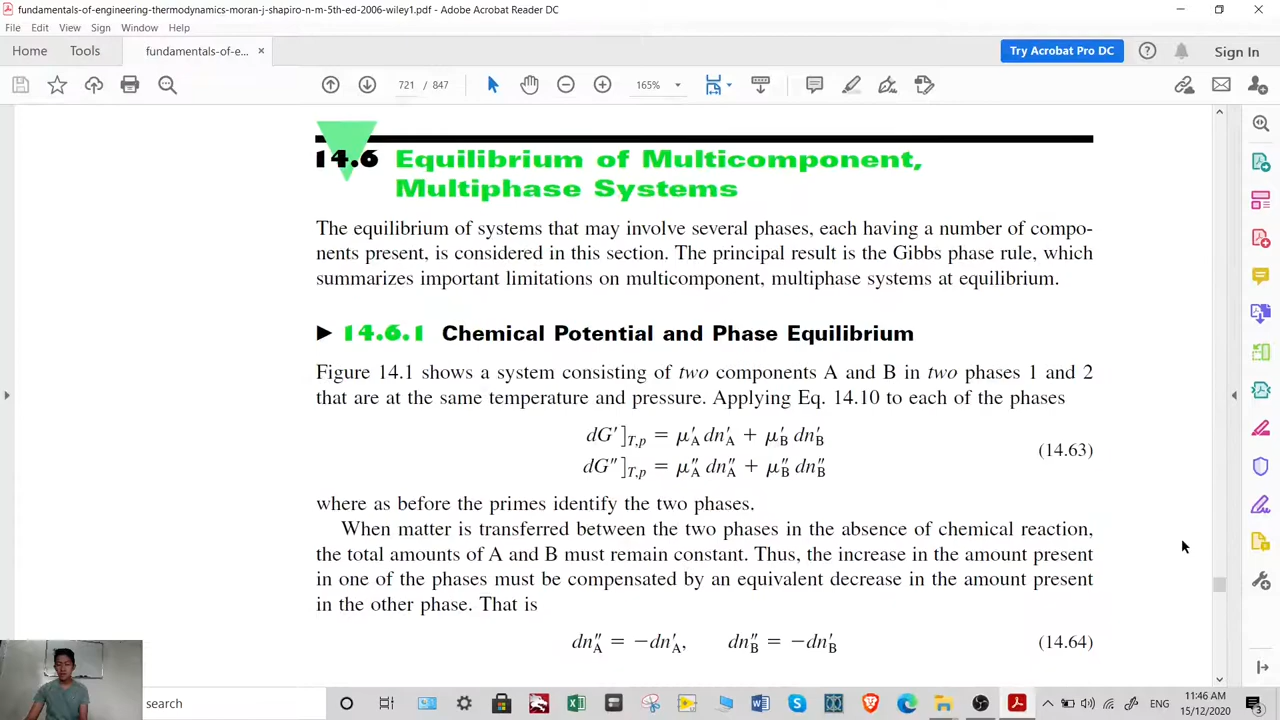 fundamentals-of-engineering-thermodynamics-moran-j-shapiro-n-m-5th-ed-2006-wiley1.pdf - Adobe Acrobat Reader DC
File Edit View Sign Window Help
Home Tools fundamentals-of-e... × Try Acrobat Pro DC Sign In
721 / 847 165%
14.6 Equilibrium of Multicomponent,
Multiphase Systems
The equilibrium of systems that may involve several phases, each having a number of compo-
nents present, is considered in this section. The principal result is the Gibbs phase rule, which
summarizes important limitations on multicomponent, multiphase systems at equilibrium.
► 14.6.1 Chemical Potential and Phase Equilibrium
Figure 14.1 shows a system consisting of two components A and B in two phases 1 and 2
that are at the same temperature and pressure. Applying Eq. 14.10 to each of the phases
dG′]T,p = μ′A dn′A + μ′B dn′B
dG″]T,p = μ″A dn″A + μ″B dn″B
(14.63)
where as before the primes identify the two phases.
When matter is transferred between the two phases in the absence of chemical reaction,
the total amounts of A and B must remain constant. Thus, the increase in the amount present
in one of the phases must be compensated by an equivalent decrease in the amount present
in the other phase. That is
dn″A = −dn′A, dn″B = −dn′B (14.64)
search
ENG
11:46 AM
15/12/2020
3